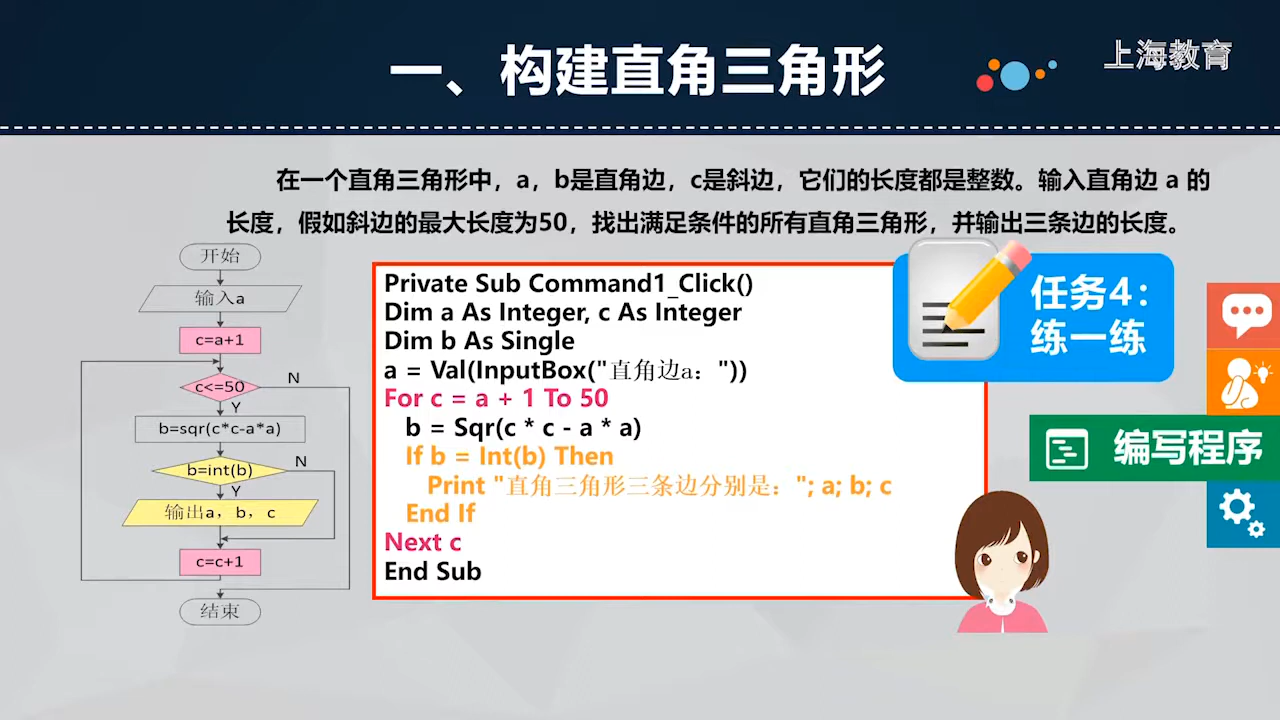 一、构建直角三角形
上海教育
在一个直角三角形中，a，b是直角边，c是斜边，它们的长度都是整数。输入直角边 a 的
长度，假如斜边的最大长度为50，找出满足条件的所有直角三角形，并输出三条边的长度。
开始
输入a
c=a+1
c<=50
N
Y
b=sqr(c*c-a*a)
b=int(b)
N
Y
输出a，b，c
c=c+1
结束
Private Sub Command1_Click()
Dim a As Integer, c As Integer
Dim b As Single
a = Val(InputBox("直角边a："))
For c = a + 1 To 50
b = Sqr(c * c - a * a)
If b = Int(b) Then
Print "直角三角形三条边分别是："; a; b; c
End If
Next c
End Sub
任务4：
练一练
编写程序